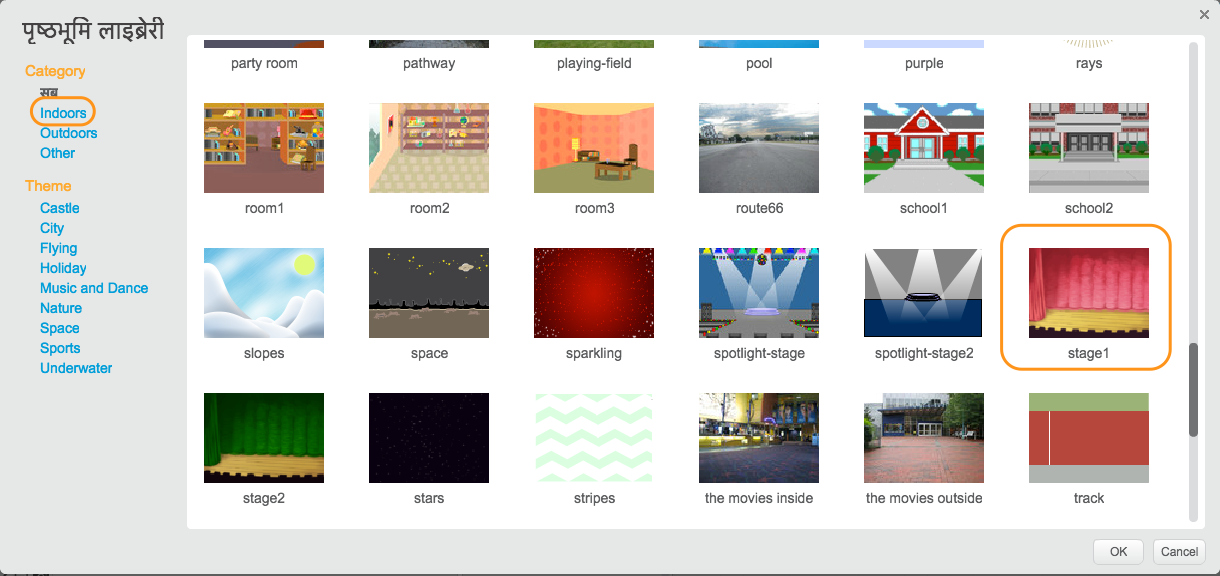 पृष्ठभूमि लाइब्रेरी
Category
सब
Indoors
Outdoors
Other
Theme
Castle
City
Flying
Holiday
Music and Dance
Nature
Space
Sports
Underwater
party room pathway playing-field pool purple rays
room1 room2 room3 route66 school1 school2
slopes space sparkling spotlight-stage spotlight-stage2 stage1
stage2 stars stripes the movies inside the movies outside track
OK Cancel